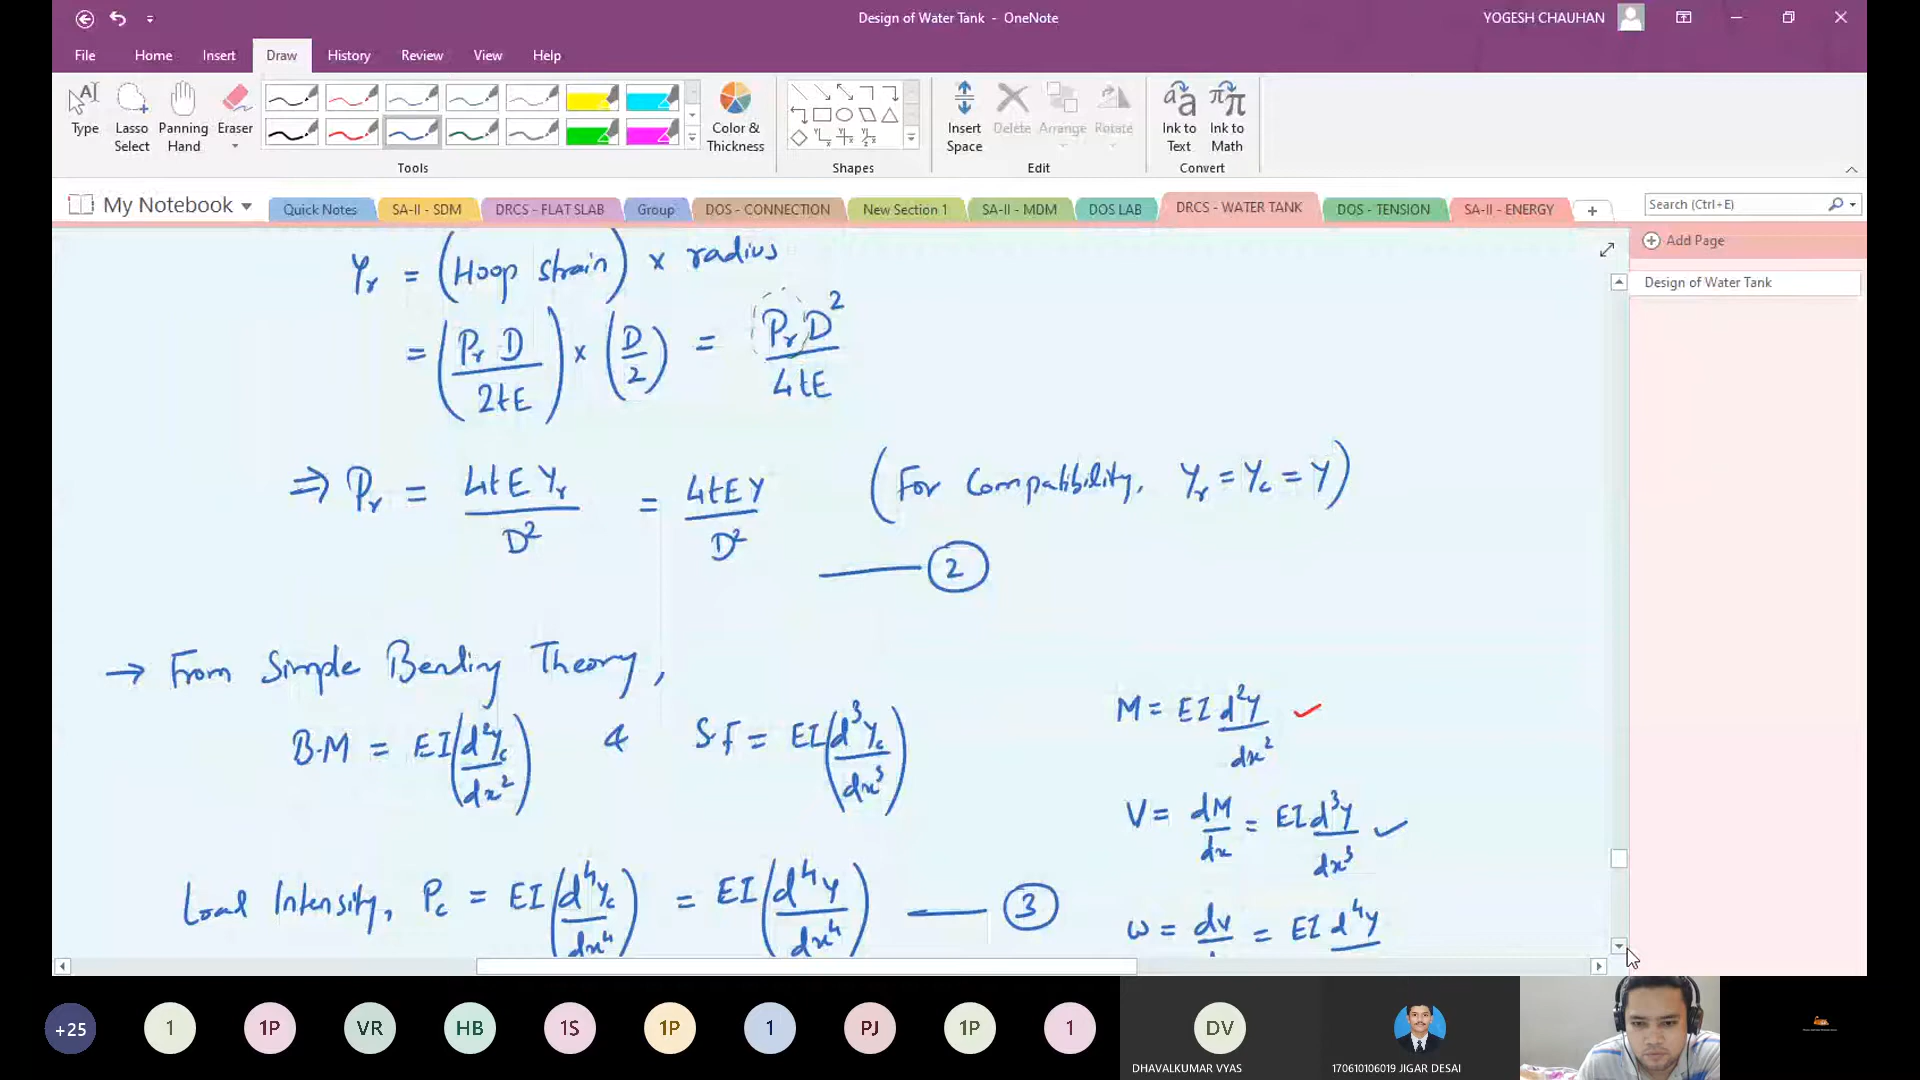 Design of Water Tank - OneNote
YOGESH CHAUHAN
File Home Insert Draw History Review View Help
Type
Lasso Select
Panning Hand
Eraser
Color & Thickness
Insert Space
Delete
Arrange
Rotate
Ink to Text
Ink to Math
Tools
Shapes
Edit
Convert
My Notebook
Quick Notes
SA-II - SDM
DRCS - FLAT SLAB
Group
DOS - CONNECTION
New Section 1
SA-II - MDM
DOS LAB
DRCS - WATER TANK
DOS - TENSION
SA-II - ENERGY
Search (Ctrl+E)
Add Page
Design of Water Tank
Yr = (Hoop strain) × radius
= (Pr D / 2tE) × (D/2) = Pr D² / 4tE
⇒ Pr = 4tE Yr / D² = 4tEY / D² (For Compatibility, Yr = Yc = Y)
② 
→ From Simple Bending Theory,
B.M = EI (d²yc/dx²) & S.F = EI (d³yc/dx³)
M = EI d²y/dx² ✓
V = dM/dx = EI d³y/dx³ ✓
Load Intensity, Pc = EI (d⁴yc/dx⁴) = EI (d⁴y/dx⁴) — ③
ω = dv = EI d⁴y
+25 1 1P VR HB 1S 1P 1 PJ 1P 1 DV
DHAVALKUMAR VYAS
170610106019 JIGAR DESAI